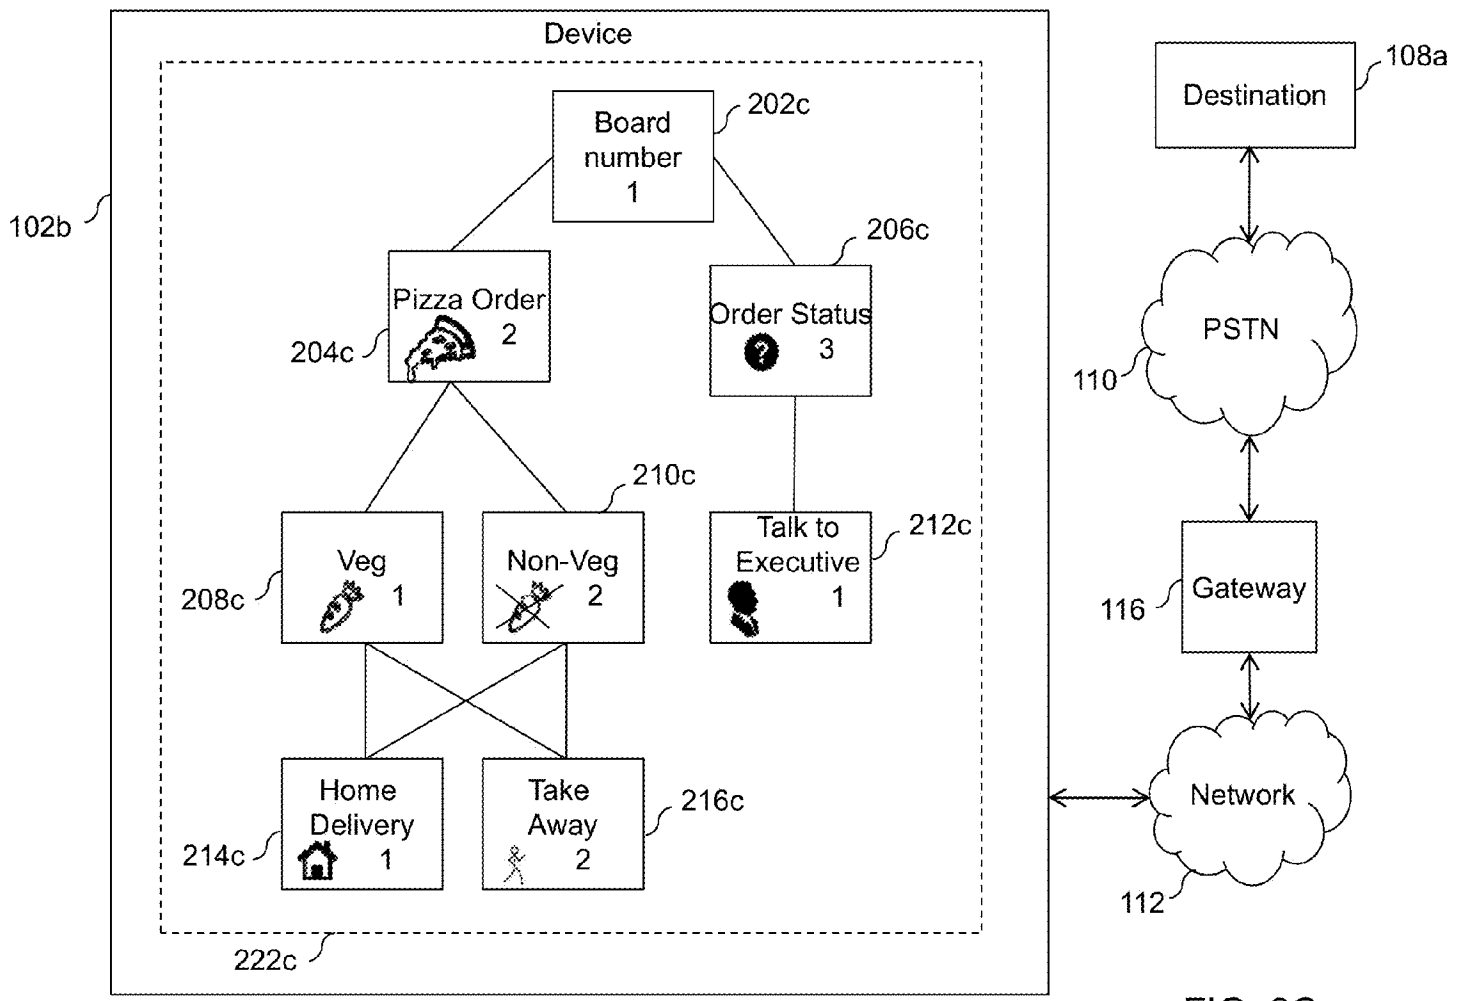 Device
108a
Destination
202c
Board
number
1
102b
206c
Pizza Order
2
204c
Order Status
?
3
PSTN
110
210c
Veg
1
208c
Non-Veg
2
Talk to
Executive
1
212c
Gateway
116
Home
Delivery
1
214c
Take
Away
2
216c
Network
112
222c